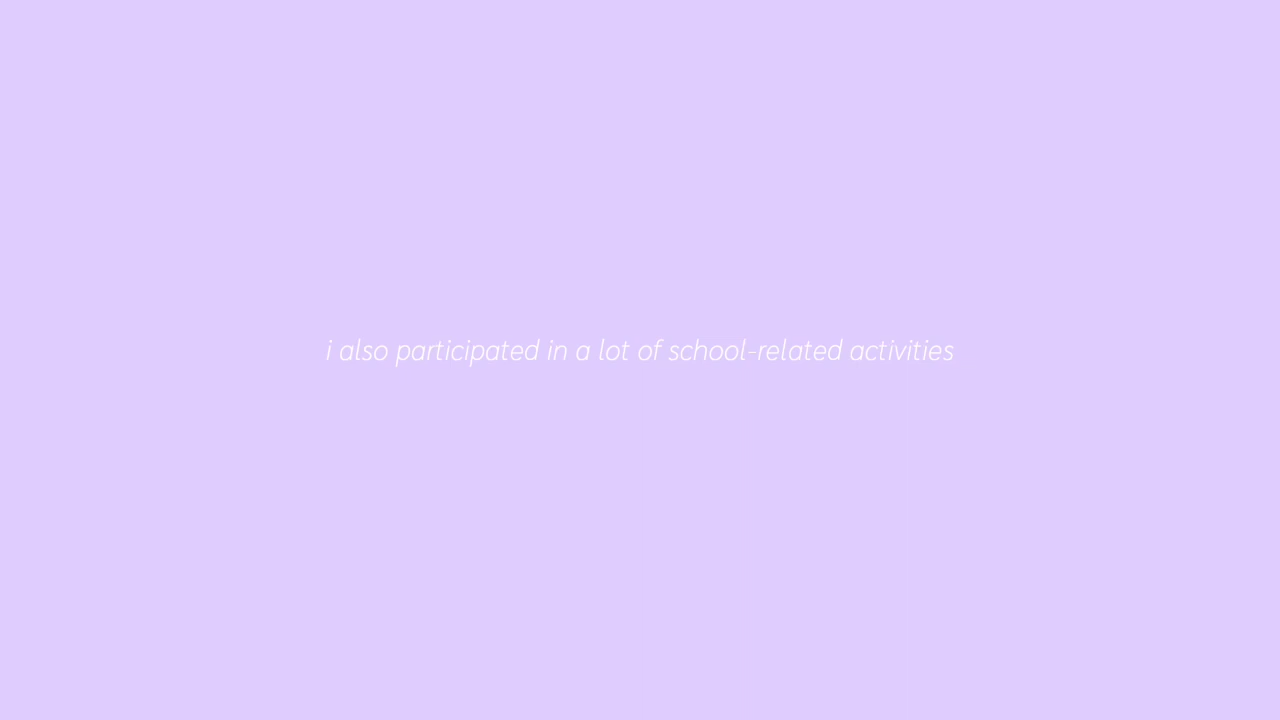 i also participated in a lot of school-related activities